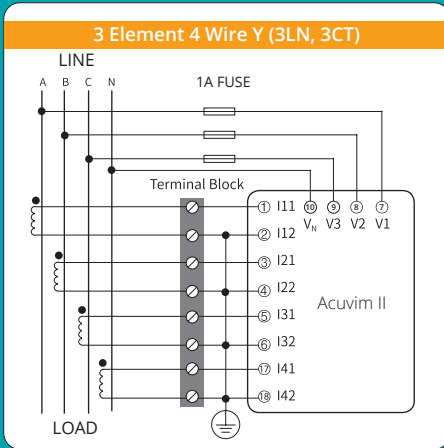 3 Element 4 Wire Y (3LN, 3CT)
LINE
A B C N
1A FUSE
Terminal Block
10 9 8 7
VN V3 V2 V1
1 I11
2 I12
3 I21
4 I22
5 I31
6 I32
17 I41
18 I42
Acuvim II
LOAD